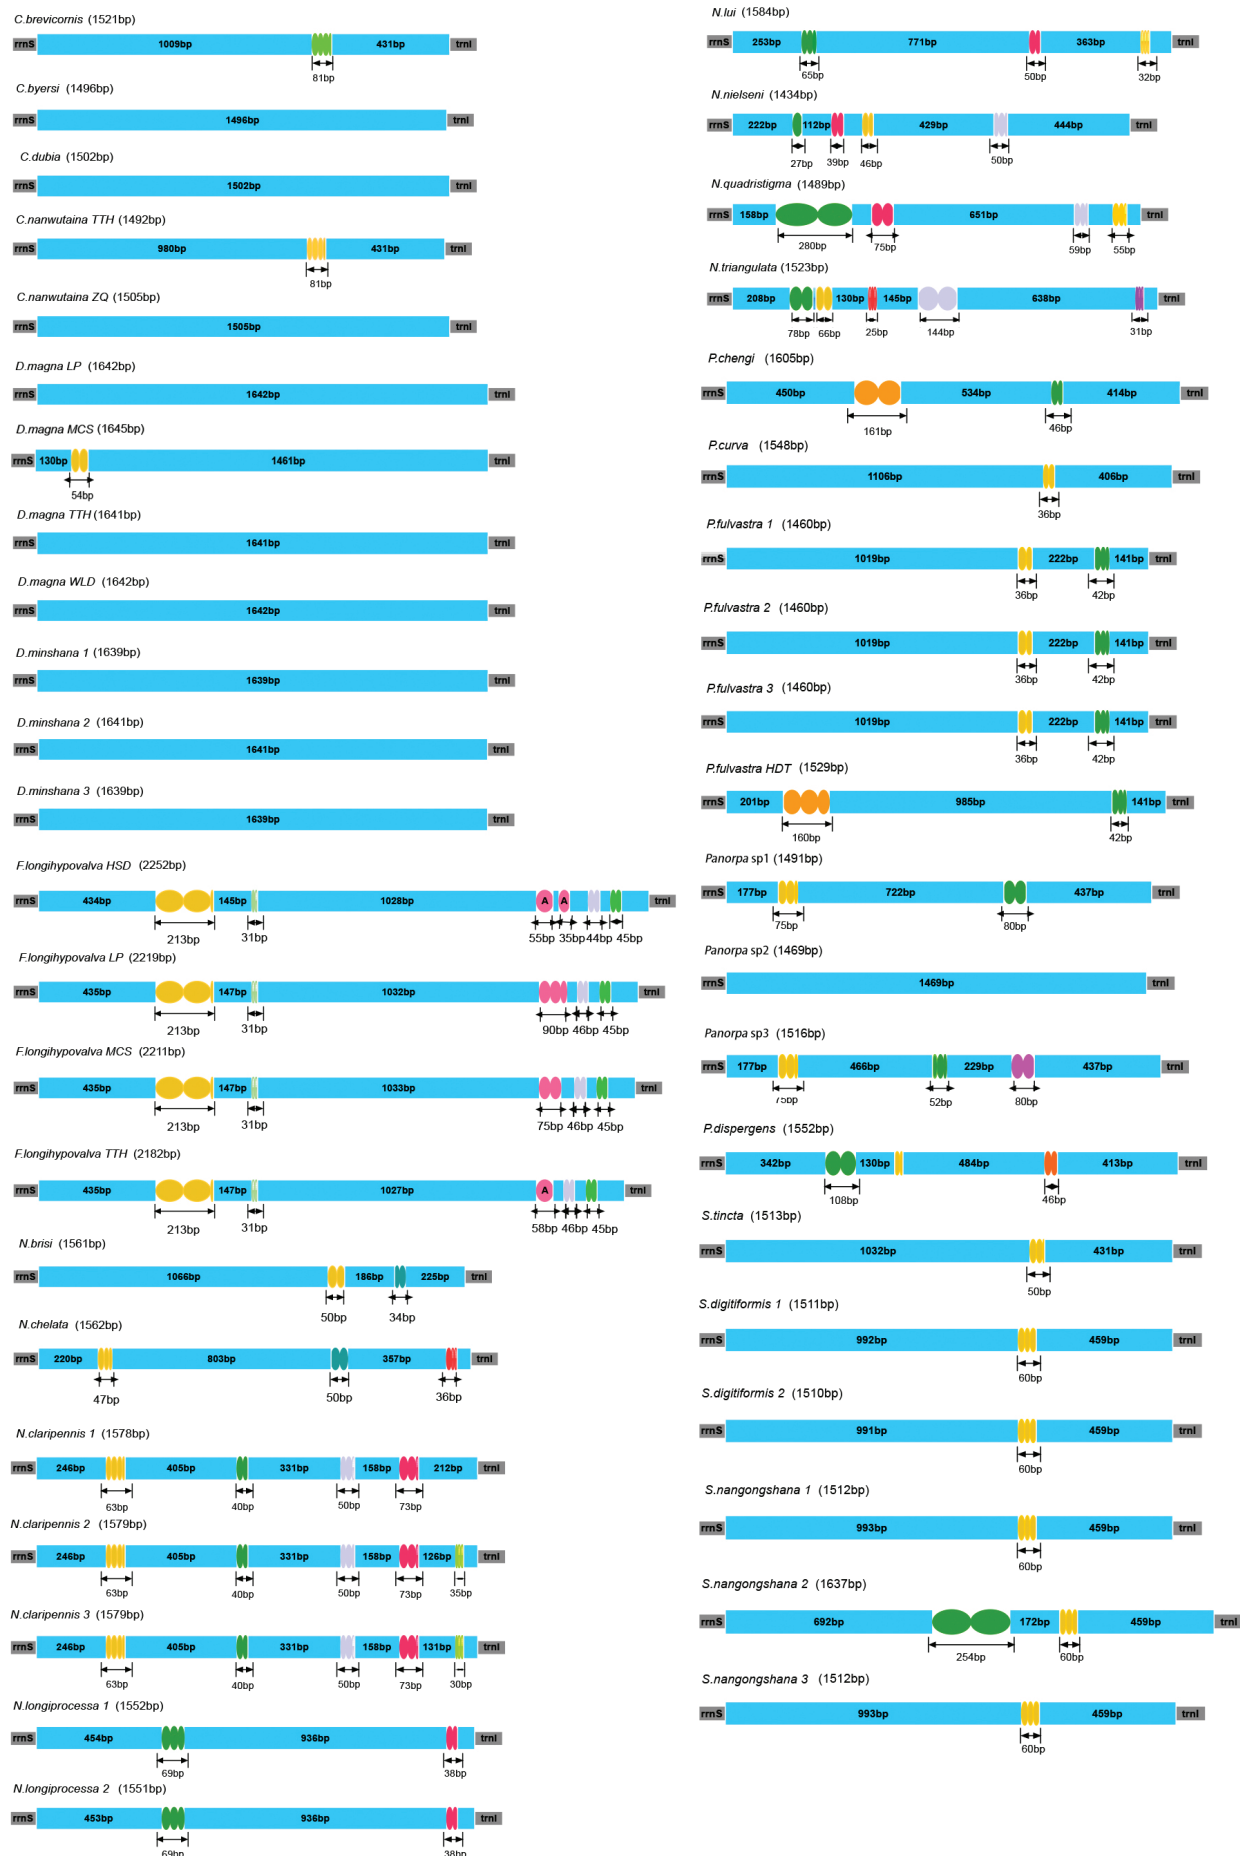 C.brevicornis (1521bp)
rrnS 1009bp 431bp trnI
81bp
C.byersi (1496bp)
rrnS 1496bp trnI
C.dubia (1502bp)
rrnS 1502bp trnI
C.nanwutaina TTH (1492bp)
rrnS 980bp 431bp trnI
81bp
C.nanwutaina ZQ (1505bp)
rrnS 1505bp trnI
D.magna LP (1642bp)
rrnS 1642bp trnI
D.magna MCS (1645bp)
rrnS 130bp 1461bp trnI
54bp
D.magna TTH (1641bp)
rrnS 1641bp trnI
D.magna WLD (1642bp)
rrnS 1642bp trnI
D.minshana 1 (1639bp)
rrnS 1639bp trnI
D.minshana 2 (1641bp)
rrnS 1641bp trnI
D.minshana 3 (1639bp)
rrnS 1639bp trnI
F.longihypovalva HSD (2252bp)
rrnS 434bp 145bp 1028bp A A trnI
213bp 31bp 55bp 35bp 44bp 45bp
F.longihypovalva LP (2219bp)
rrnS 435bp 147bp 1032bp trnI
213bp 31bp 90bp 46bp 45bp
F.longihypovalva MCS (2211bp)
rrnS 435bp 147bp 1033bp trnI
213bp 31bp 75bp 46bp 45bp
F.longihypovalva TTH (2182bp)
rrnS 435bp 147bp 1027bp A trnI
213bp 31bp 58bp 46bp 45bp
N.brisi (1561bp)
rrnS 1066bp 186bp 225bp trnI
50bp 34bp
N.chelata (1562bp)
rrnS 220bp 803bp 357bp trnI
47bp 50bp 36bp
N.claripennis 1 (1578bp)
rrnS 246bp 405bp 331bp 158bp 212bp trnI
63bp 40bp 50bp 73bp
N.claripennis 2 (1579bp)
rrnS 246bp 405bp 331bp 158bp 126bp trnI
63bp 40bp 50bp 73bp 35bp
N.claripennis 3 (1579bp)
rrnS 246bp 405bp 331bp 158bp 131bp trnI
63bp 40bp 50bp 73bp 30bp
N.longiprocessa 1 (1552bp)
rrnS 454bp 936bp trnI
69bp 38bp
N.longiprocessa 2 (1551bp)
rrnS 453bp 936bp trnI
69bp 38bp
N.lui (1584bp)
rrnS 253bp 771bp 363bp trnI
65bp 50bp 32bp
N.nielseni (1434bp)
rrnS 222bp 112bp 429bp 444bp trnI
27bp 39bp 46bp 50bp
N.quadristigma (1489bp)
rrnS 158bp 651bp trnI
280bp 75bp 59bp 55bp
N.triangulata (1523bp)
rrnS 208bp 130bp 145bp 638bp trnI
78bp 66bp 25bp 144bp 31bp
P.chengi (1605bp)
rrnS 450bp 534bp 414bp trnI
161bp 46bp
P.curva (1548bp)
rrnS 1106bp 406bp trnI
36bp
P.fulvastra 1 (1460bp)
rrnS 1019bp 222bp 141bp trnI
36bp 42bp
P.fulvastra 2 (1460bp)
rrnS 1019bp 222bp 141bp trnI
36bp 42bp
P.fulvastra 3 (1460bp)
rrnS 1019bp 222bp 141bp trnI
36bp 42bp
P.fulvastra HDT (1529bp)
rrnS 201bp 985bp 141bp trnI
160bp 42bp
Panorpa sp1 (1491bp)
rrnS 177bp 722bp 437bp trnI
75bp 80bp
Panorpa sp2 (1469bp)
rrnS 1469bp trnI
Panorpa sp3 (1516bp)
rrnS 177bp 466bp 229bp 437bp trnI
75bp 52bp 80bp
P.dispergens (1552bp)
rrnS 342bp 130bp 484bp 413bp trnI
108bp 46bp
S.tincta (1513bp)
rrnS 1032bp 431bp trnI
50bp
S.digitiformis 1 (1511bp)
rrnS 992bp 459bp trnI
60bp
S.digitiformis 2 (1510bp)
rrnS 991bp 459bp trnI
60bp
S.nangongshana 1 (1512bp)
rrnS 993bp 459bp trnI
60bp
S.nangongshana 2 (1637bp)
rrnS 692bp 172bp 459bp trnI
254bp 60bp
S.nangongshana 3 (1512bp)
rrnS 993bp 459bp trnI
60bp